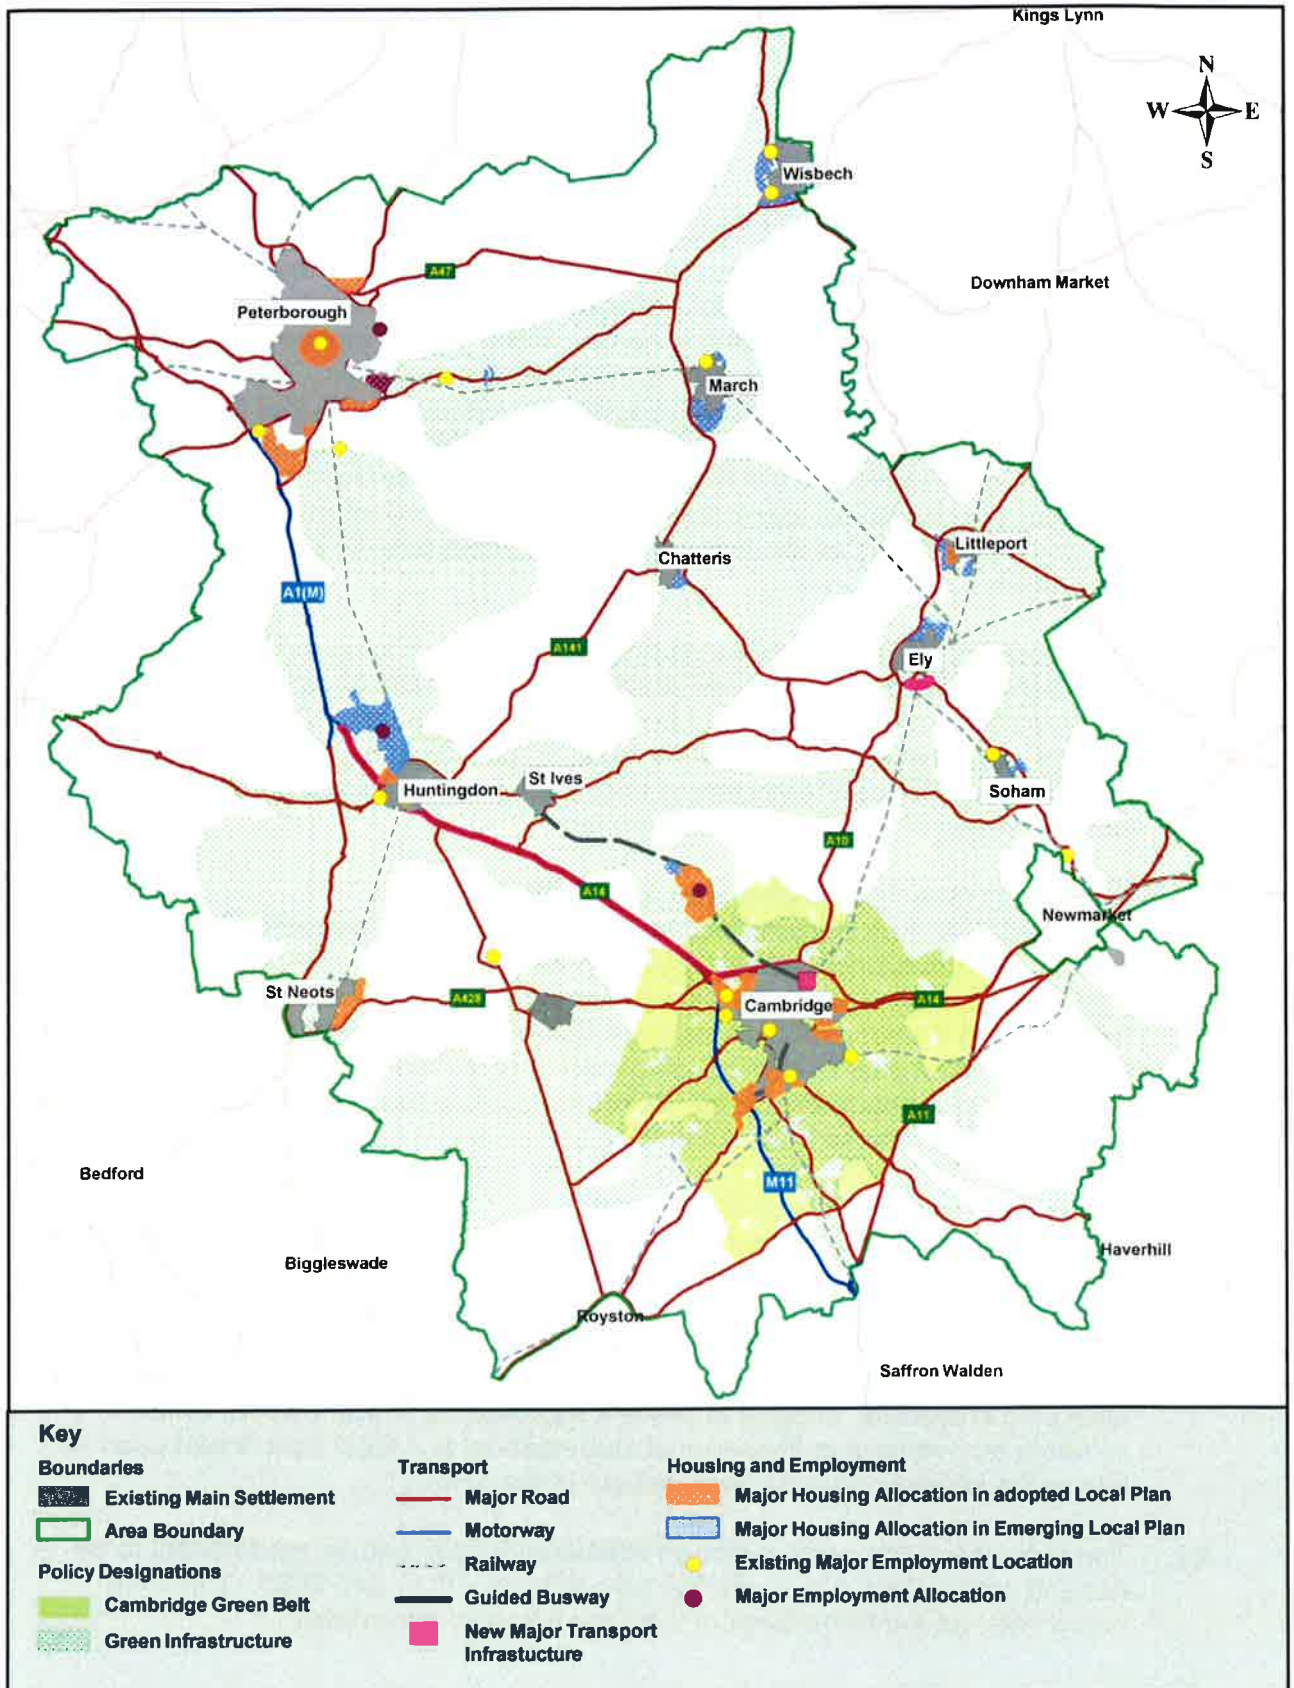 Kings Lynn
N
W E
S
Wisbech
Downham Market
A47
Peterborough
March
Littleport
Chatteris
A1(M)
A141
Ely
St Ives
Huntingdon
Soham
A10
A14
Newmarket
St Neots
A428
Cambridge
A14
A11
Bedford
M11
Haverhill
Biggleswade
Royston
Saffron Walden
Key
Boundaries
Existing Main Settlement
Area Boundary
Policy Designations
Cambridge Green Belt
Green Infrastructure
Transport
Major Road
Motorway
Railway
Guided Busway
New Major Transport
Infrastucture
Housing and Employment
Major Housing Allocation in adopted Local Plan
Major Housing Allocation in Emerging Local Plan
Existing Major Employment Location
Major Employment Allocation